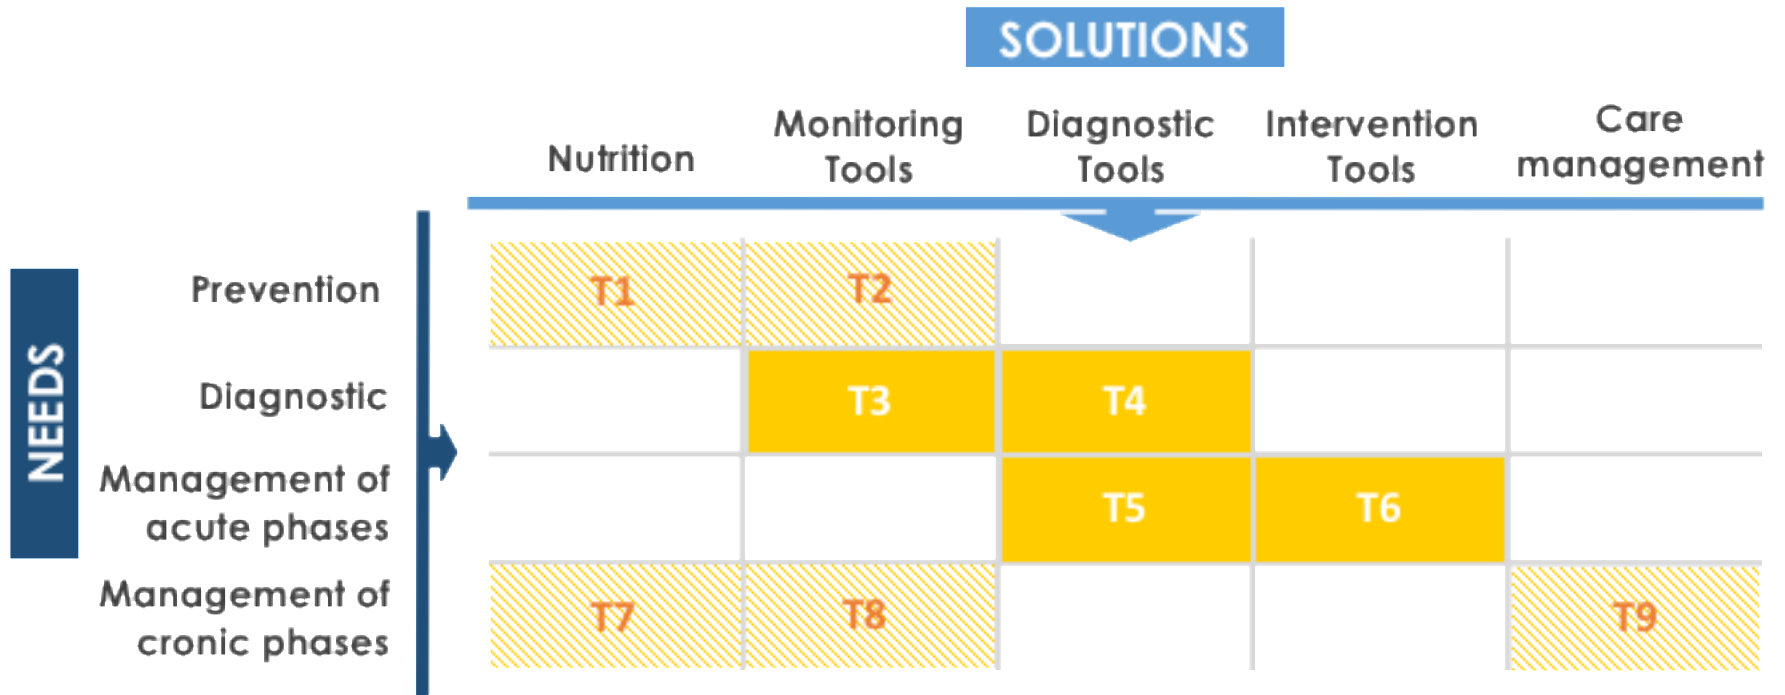 SOLUTIONS
Nutrition
Monitoring
Tools
Diagnostic
Tools
Intervention
Tools
Care
management
NEEDS
Prevention
T1
T2
Diagnostic
T3
T4
Management of
acute phases
T5
T6
Management of
cronic phases
T7
T8
T9